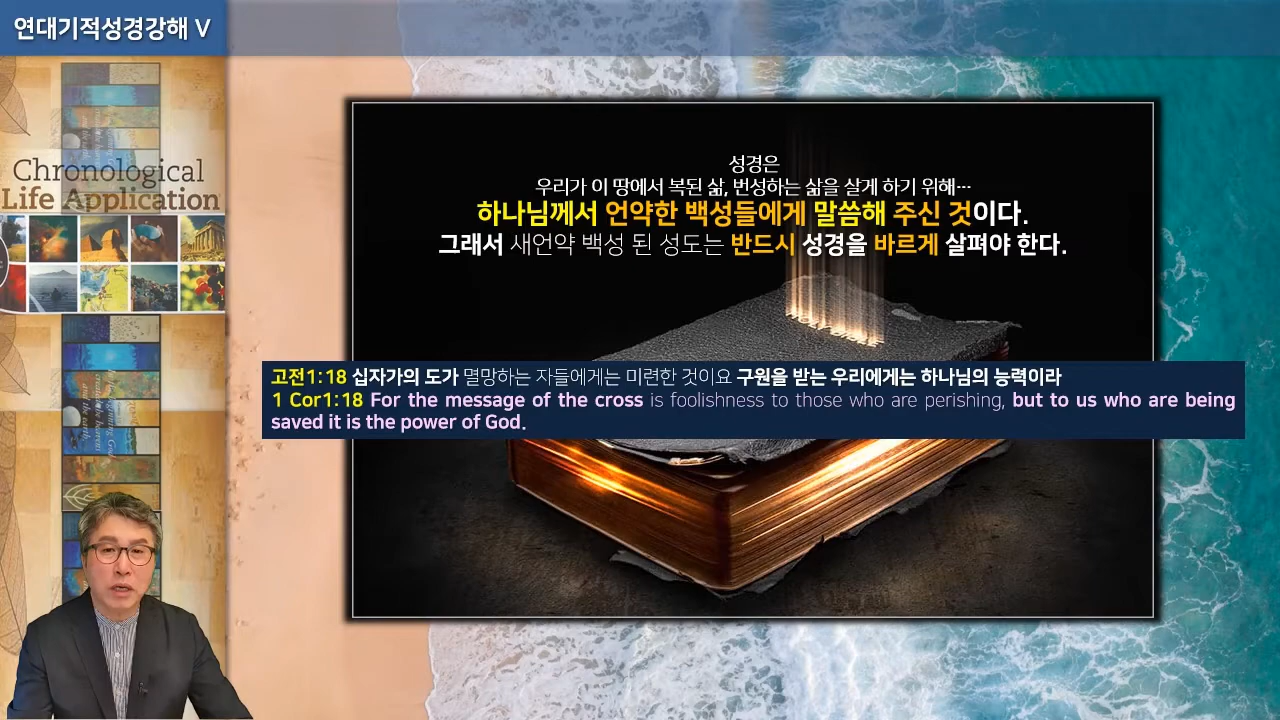 연대기적성경강해 V
Chronological
Life Application
성경은
우리가 이 땅에서 복된 삶, 번성하는 삶을 살게 하기 위해…
하나님께서 언약한 백성들에게 말씀해 주신 것이다.
그래서 새언약 백성 된 성도는 반드시 성경을 바르게 살펴야 한다.
HOLY BIBLE
고전1:18 십자가의 도가 멸망하는 자들에게는 미련한 것이요 구원을 받는 우리에게는 하나님의 능력이라
1 Cor1:18 For the message of the cross is foolishness to those who are perishing, but to us who are being
saved it is the power of God.